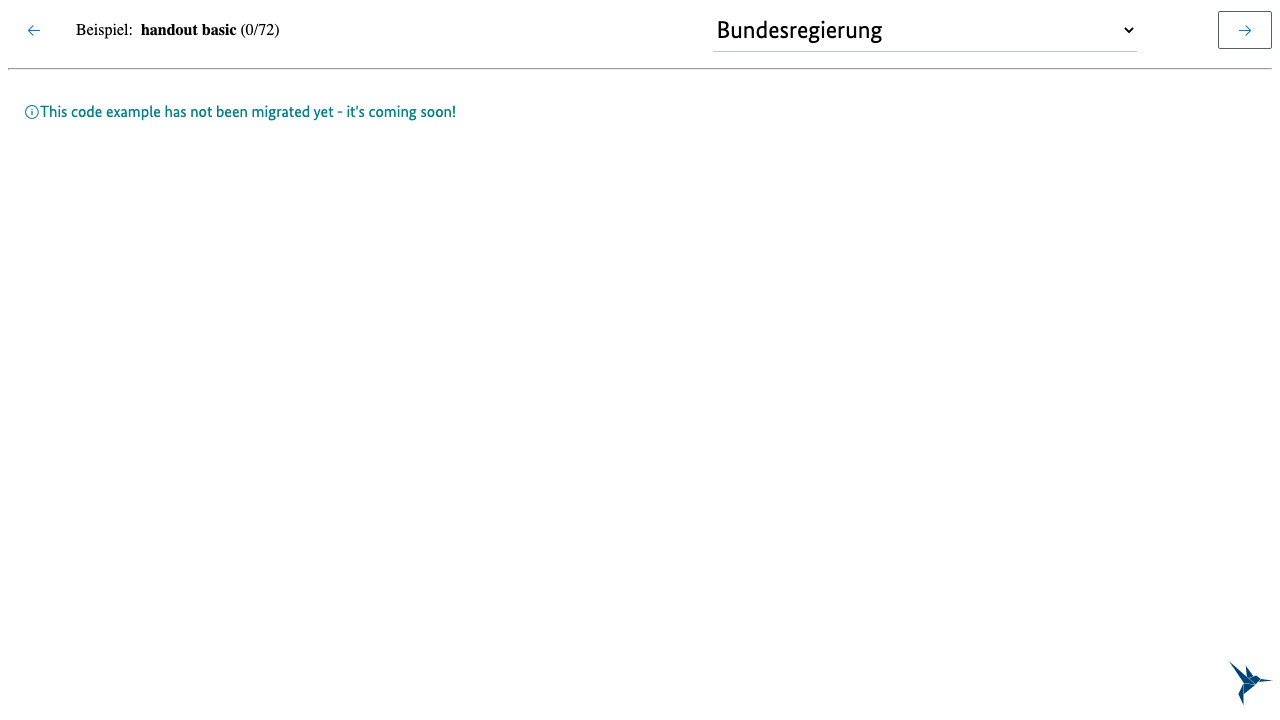 Beispiel: handout basic (0/72)
Bundesregierung
This code example has not been migrated yet - it's coming soon!